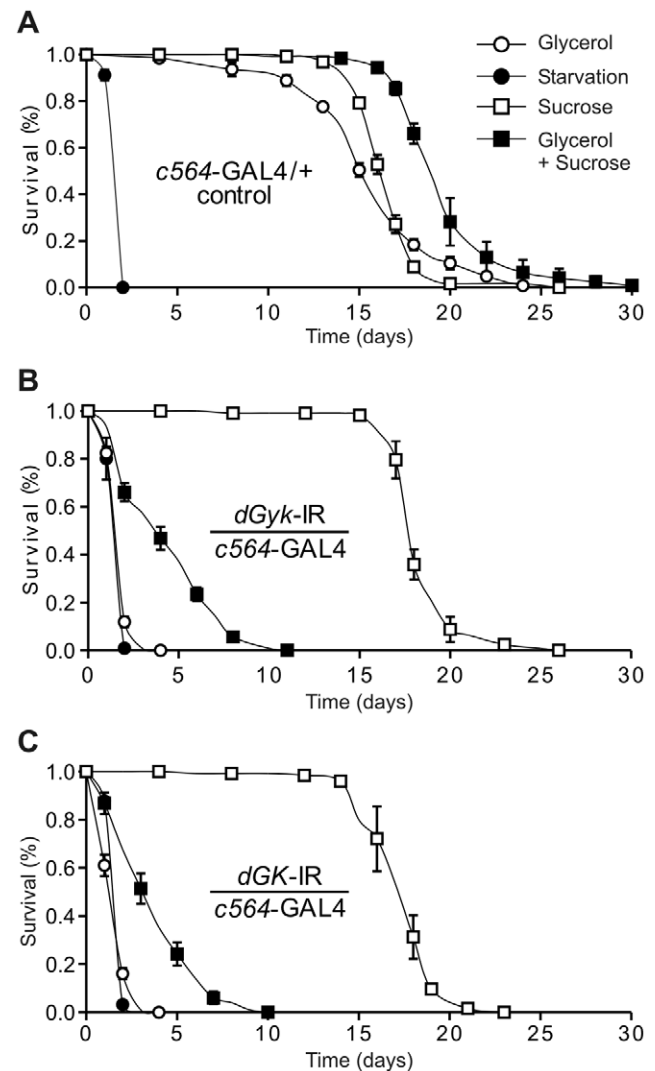 A
Survival (%)
1.0
0.8
0.6
0.4
0.2
0.0
c564-GAL4/+
control
Glycerol
Starvation
Sucrose
Glycerol
+ Sucrose
0 5 10 15 20 25 30
Time (days)
B
Survival (%)
1.0
0.8
0.6
0.4
0.2
0.0
dGyk-IR
c564-GAL4
0 5 10 15 20 25 30
Time (days)
C
Survival (%)
1.0
0.8
0.6
0.4
0.2
0.0
dGK-IR
c564-GAL4
0 5 10 15 20 25 30
Time (days)